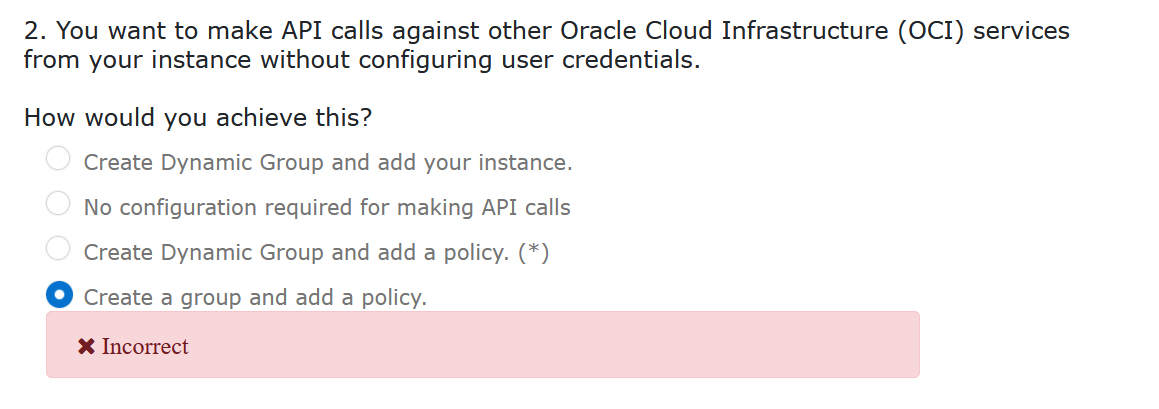 2. You want to make API calls against other Oracle Cloud Infrastructure (OCI) services
from your instance without configuring user credentials.
How would you achieve this?
Create Dynamic Group and add your instance.
No configuration required for making API calls
Create Dynamic Group and add a policy. (*)
Create a group and add a policy.
✖ Incorrect